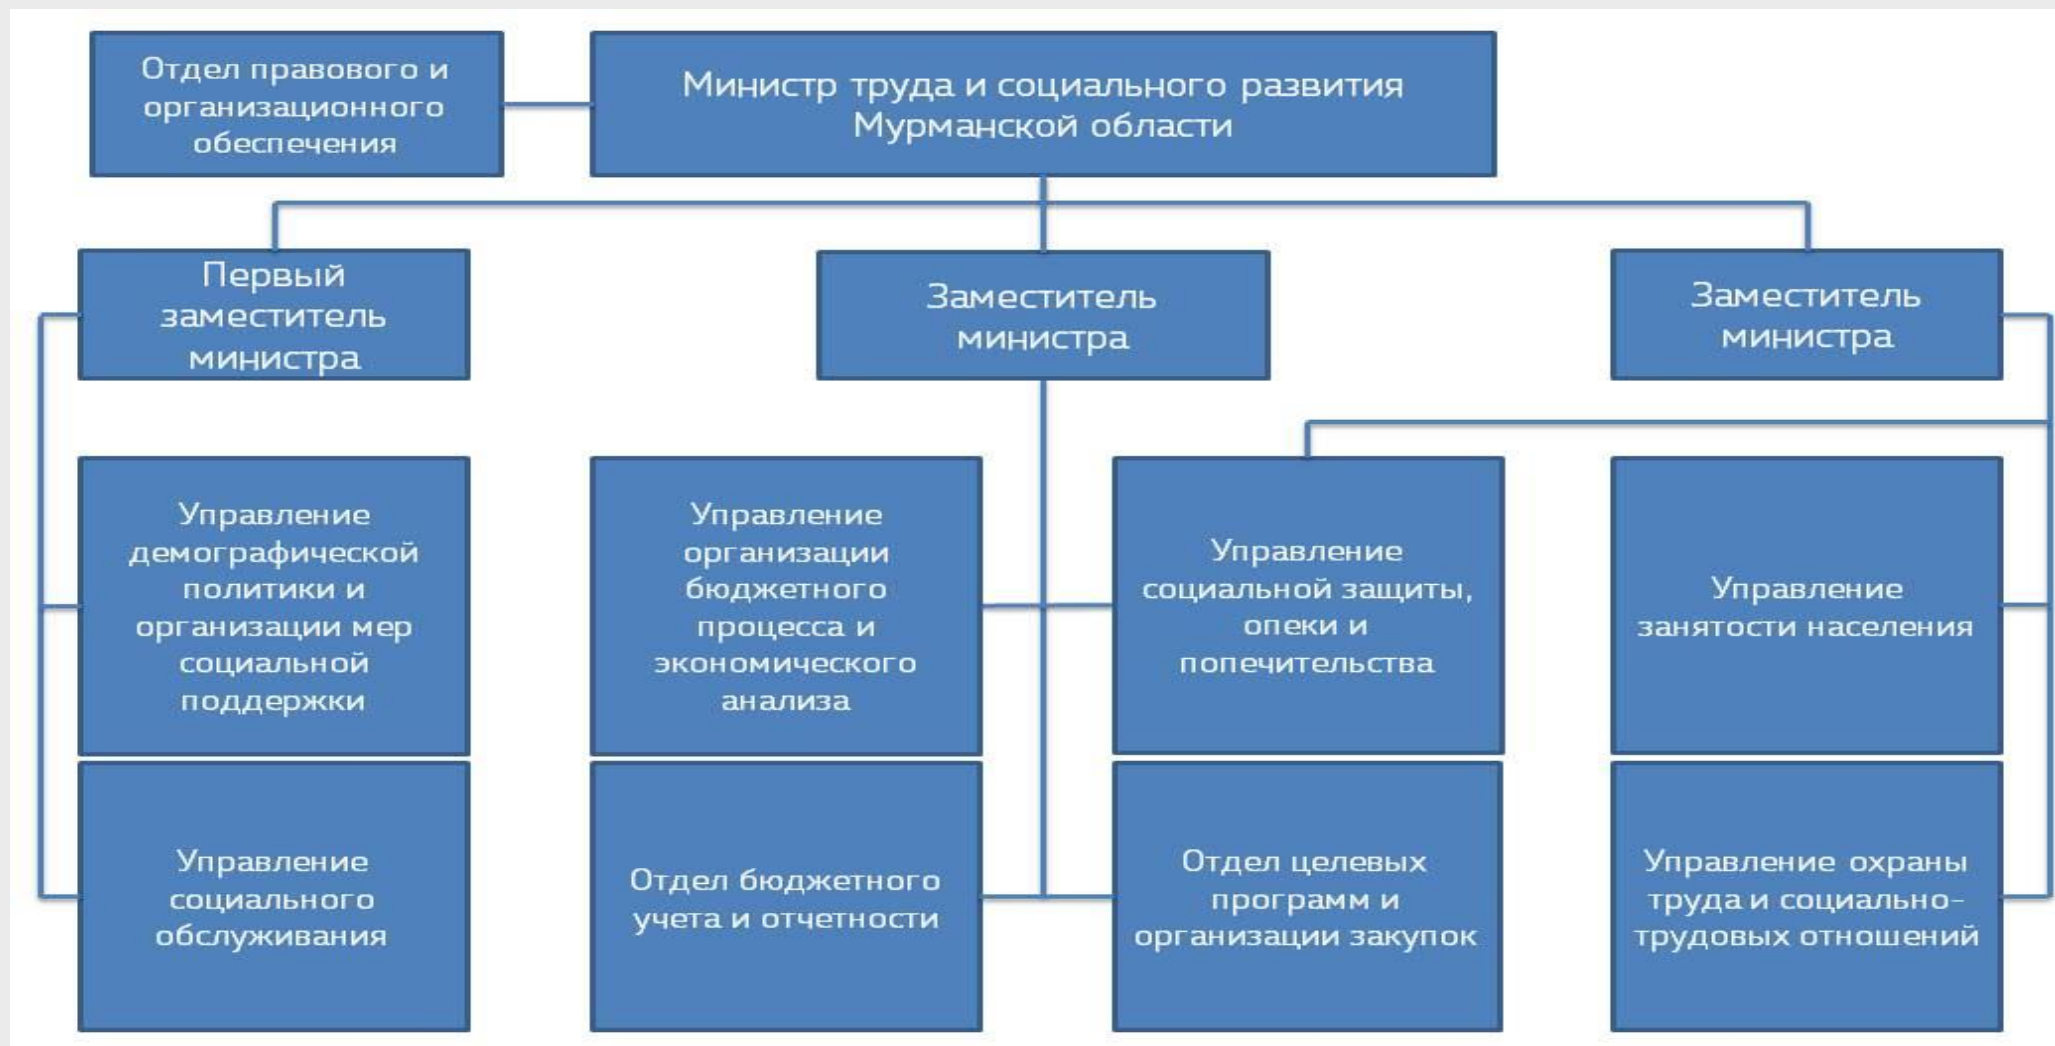 Отдел правового и
организационного
обеспечения
Министр труда и социального развития
Мурманской области
Первый
заместитель
министра
Заместитель
министра
Заместитель
министра
Управление
демографической
политики и
организации мер
социальной
поддержки
Управление
организации
бюджетного
процесса и
экономического
анализа
Управление
социальной защиты,
опеки и
попечительства
Управление
занятости населения
Управление
социального
обслуживания
Отдел бюджетного
учета и отчетности
Отдел целевых
программ и
организации закупок
Управление охраны
труда и социально-
трудовых отношений